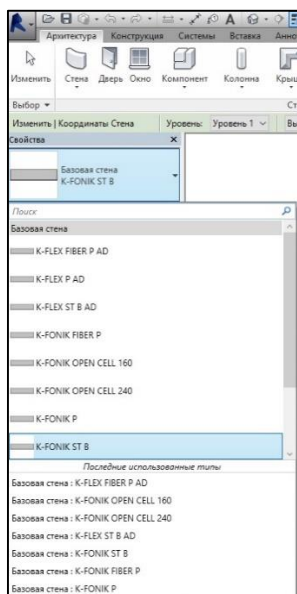 Архитектура Конструкция Системы Вставка Анно
Изменить Стена Дверь Окно Компонент Колонна Крыш
Выбор
Ст
Изменить | Координаты Стена Уровень: Уровень 1 Вы
Свойства
Базовая стена
K-FONIK ST B
Поиск
Базовая стена
K-FLEX FIBER P AD
K-FLEX P AD
K-FLEX ST B AD
K-FONIK FIBER P
K-FONIK OPEN CELL 160
K-FONIK OPEN CELL 240
K-FONIK P
K-FONIK ST B
Последние использованные типы
Базовая стена : K-FLEX FIBER P AD
Базовая стена : K-FONIK OPEN CELL 160
Базовая стена : K-FONIK OPEN CELL 240
Базовая стена : K-FLEX ST B AD
Базовая стена : K-FONIK ST B
Базовая стена : K-FONIK FIBER P
Базовая стена : K-FONIK P